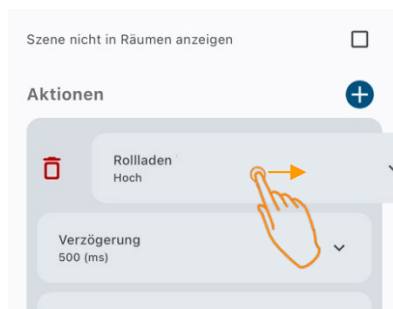 Szene nicht in Räumen anzeigen
Aktionen
Rollladen
Hoch
Verzögerung
500 (ms)